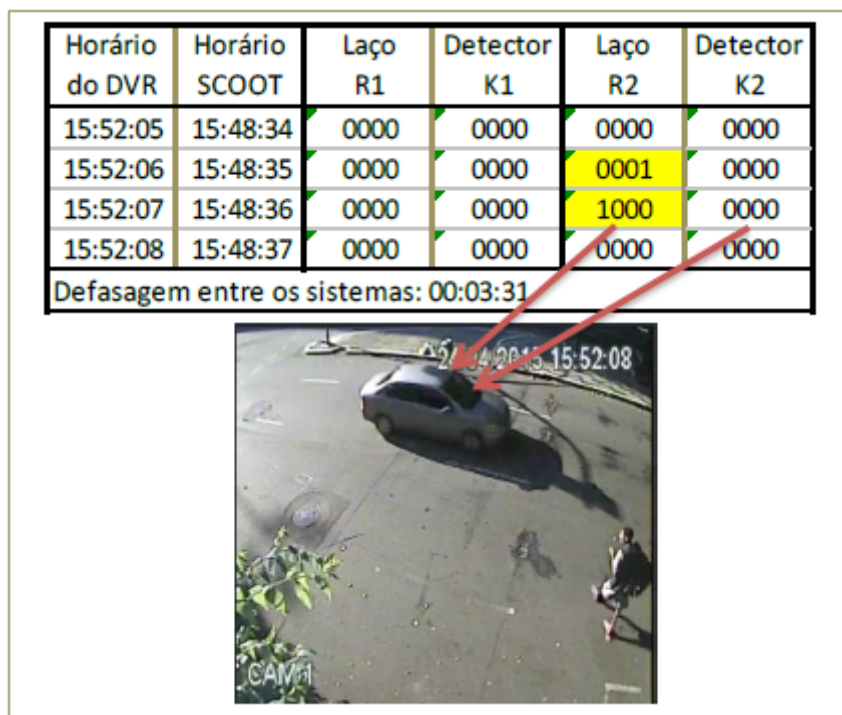 Horário do DVR Horário SCOOT Laço R1 Detector K1 Laço R2 Detector K2
15:52:05 15:48:34 0000 0000 0000 0000
15:52:06 15:48:35 0000 0000 0001 0000
15:52:07 15:48:36 0000 0000 1000 0000
15:52:08 15:48:37 0000 0000 0000 0000
Defasagem entre os sistemas: 00:03:31
15:52:08
CAM 1